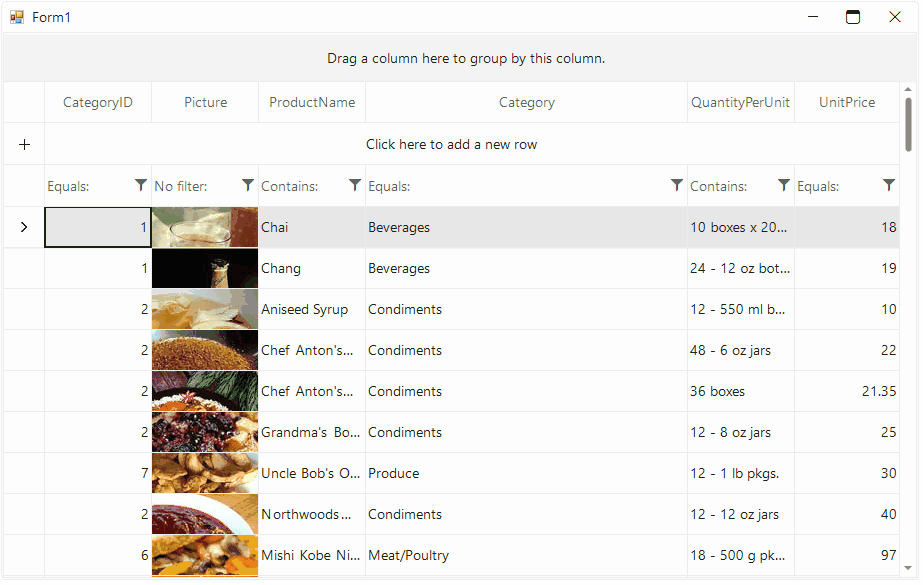 Form1
Drag a column here to group by this column.
CategoryID Picture ProductName Category QuantityPerUnit UnitPrice
+ Click here to add a new row
Equals: No filter: Contains: Equals: Contains: Equals:
1 Chai Beverages 10 boxes x 20... 18
1 Chang Beverages 24 - 12 oz bot... 19
2 Aniseed Syrup Condiments 12 - 550 ml b... 10
2 Chef Anton's... Condiments 48 - 6 oz jars 22
2 Chef Anton's... Condiments 36 boxes 21.35
2 Grandma's Bo... Condiments 12 - 8 oz jars 25
7 Uncle Bob's O... Produce 12 - 1 lb pkgs. 30
2 Northwoods... Condiments 12 - 12 oz jars 40
6 Mishi Kobe Ni... Meat/Poultry 18 - 500 g pk... 97